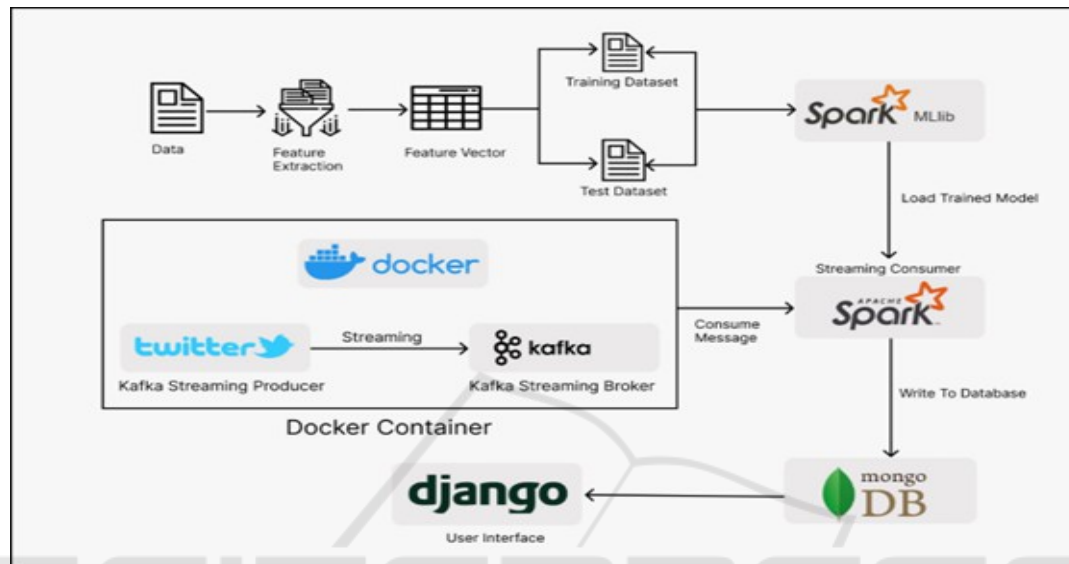 Data
Feature
Extraction
Feature Vector
Training Dataset
Test Dataset
Spark MLlib
Load Trained Model
docker
Streaming Consumer
APACHE
Spark
Consume
Message
twitter
Streaming
kafka
Kafka Streaming Producer
Kafka Streaming Broker
Docker Container
Write To Database
django
User Interface
mongo
DB